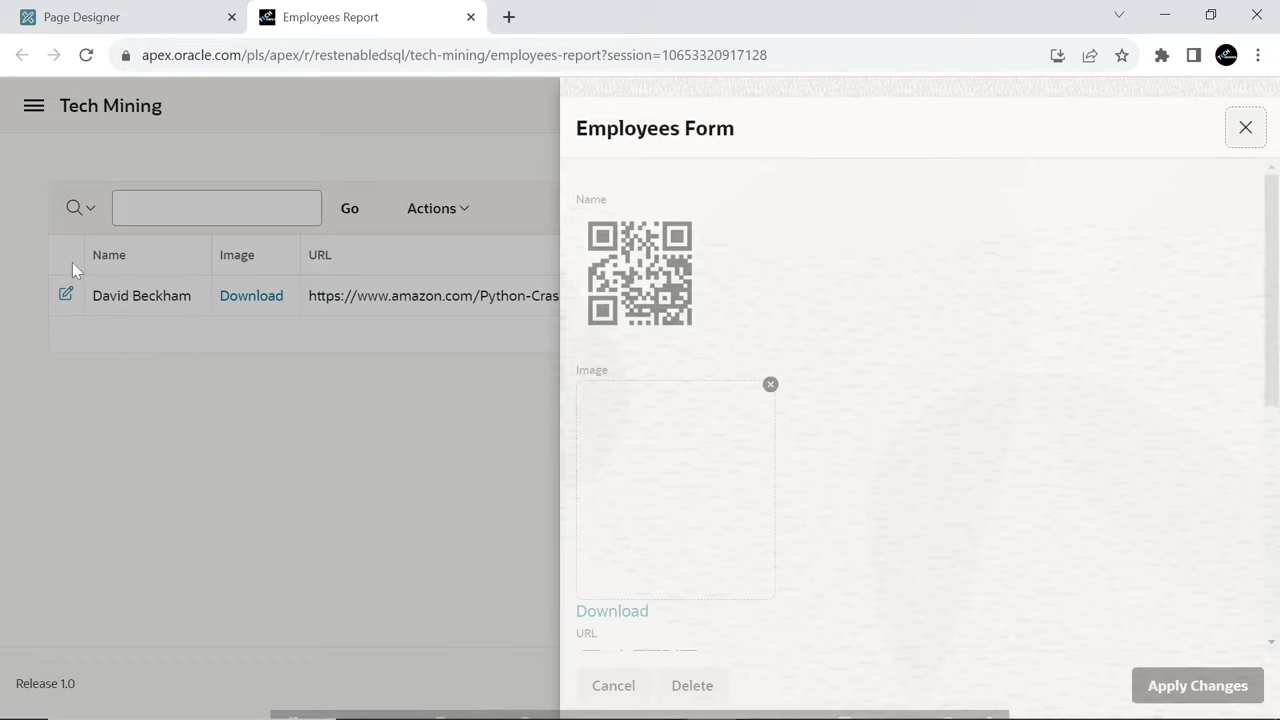 Page Designer
Employees Report
apex.oracle.com/pls/apex/r/restenabledsql/tech-mining/employees-report?session=10653320917128
Tech Mining
Go
Actions
Name
Image
URL
David Beckham
Download
https://www.amazon.com/Python-Cras
Release 1.0
Employees Form
Name
Image
Download
URL
Cancel
Delete
Apply Changes